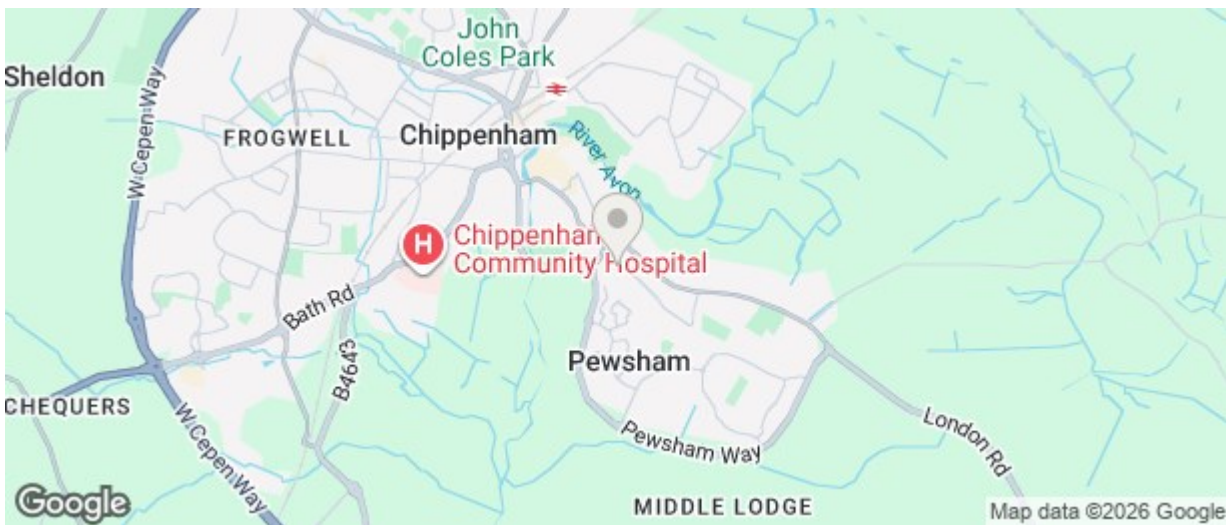 John
Coles Park
Sheldon
W Cepen Way
FROGWELL
Chippenham
River Avon
H
Chippenham
Community Hospital
Bath Rd
B4643
Pewsham
CHEQUERS
W Cepen Way
Pewsham Way
London Rd
MIDDLE LODGE
Google
Map data ©2026 Google